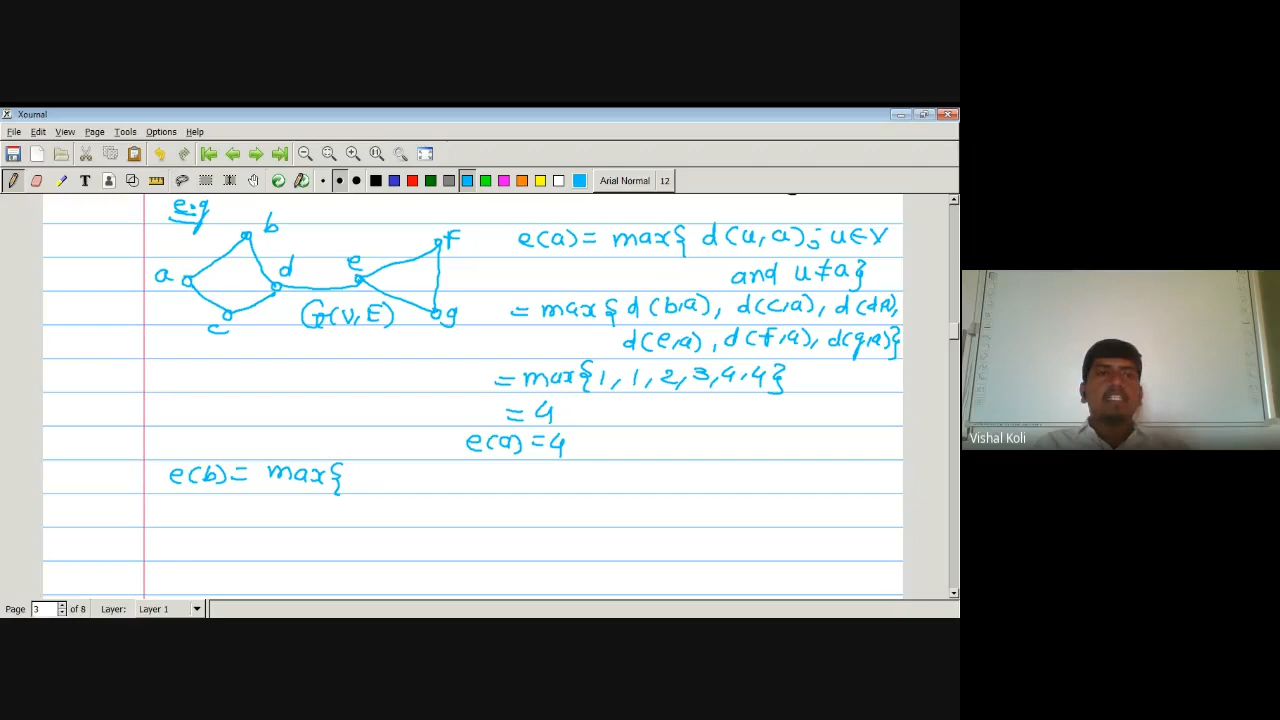 Xournal
File Edit View Page Tools Options Help
Arial Normal 12
e.g
b
a
d
c
e
f
g
G(V,E)
e(a) = max{ d(u,a) ; u∈V
and u≠a}
= max{ d(b,a), d(c,a), d(d,a),
d(e,a), d(f,a), d(g,a)}
= max{1, 1, 2, 3, 4, 4}
= 4
e(a) = 4
e(b) = max{
Page 3 of 8 Layer: Layer 1
Vishal Koli